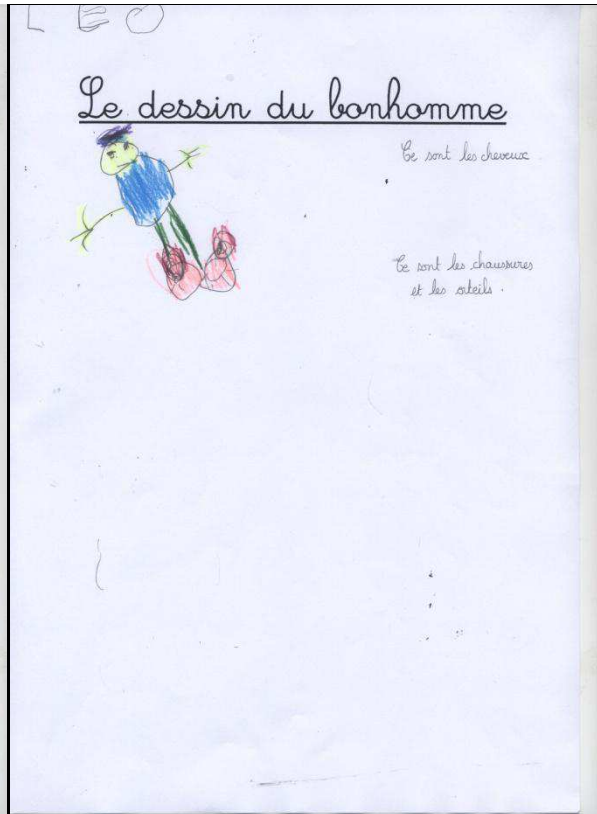 LEO
Le dessin du bonhomme
Ce sont les cheveux
Ce sont les chaussures
et les orteils.